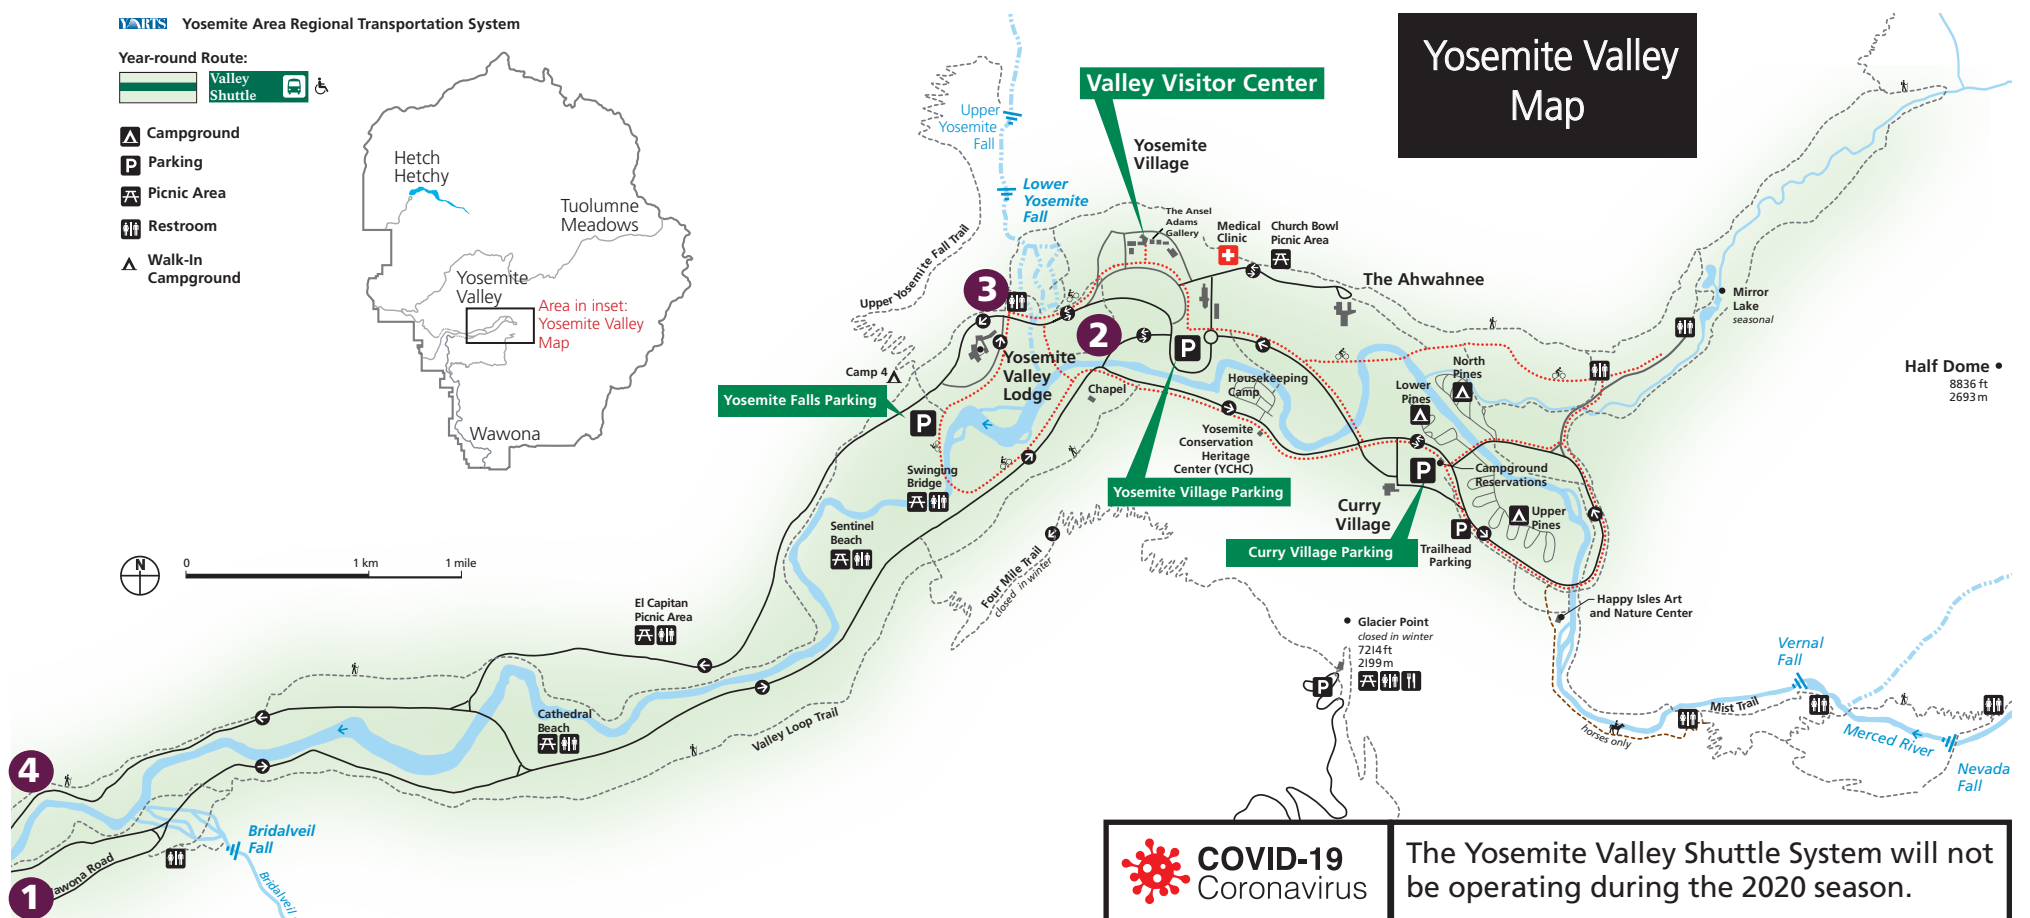 YARTS Yosemite Area Regional Transportation System
Year-round Route:
Valley
Shuttle
Campground
Parking
Picnic Area
Restroom
Walk-In
Campground
Hetch
Hetchy
Tuolumne
Meadows
Yosemite
Valley
Area in inset:
Yosemite Valley
Map
Wawona
N
0
1 km
1 mile
Yosemite Valley
Map
Valley Visitor Center
Upper
Yosemite
Fall
Lower
Yosemite
Fall
Yosemite
Village
The Ansel
Adams
Gallery
Medical
Clinic
Church Bowl
Picnic Area
The Ahwahnee
Upper Yosemite Fall Trail
3
2
P
Yosemite
Valley
Lodge
Camp 4
Yosemite Falls Parking
P
Chapel
Housekeeping
Camp
Yosemite
Conservation
Heritage
Center (YCHC)
Yosemite Village Parking
Lower
Pines
North
Pines
Mirror
Lake
seasonal
Half Dome
8836 ft
2693 m
Swinging
Bridge
Sentinel
Beach
Campground
Reservations
P
Curry
Village
Upper
Pines
P
Trailhead
Parking
Curry Village Parking
Four Mile Trail
closed in winter
El Capitan
Picnic Area
Happy Isles Art
and Nature Center
Glacier Point
closed in winter
7214 ft
2199 m
P
Vernal
Fall
Mist Trail
horses only
Merced River
Nevada
Fall
Cathedral
Beach
Valley Loop Trail
4
Bridalveil
Fall
Bridalveil
awona Road
1
COVID-19
Coronavirus
The Yosemite Valley Shuttle System will not
be operating during the 2020 season.